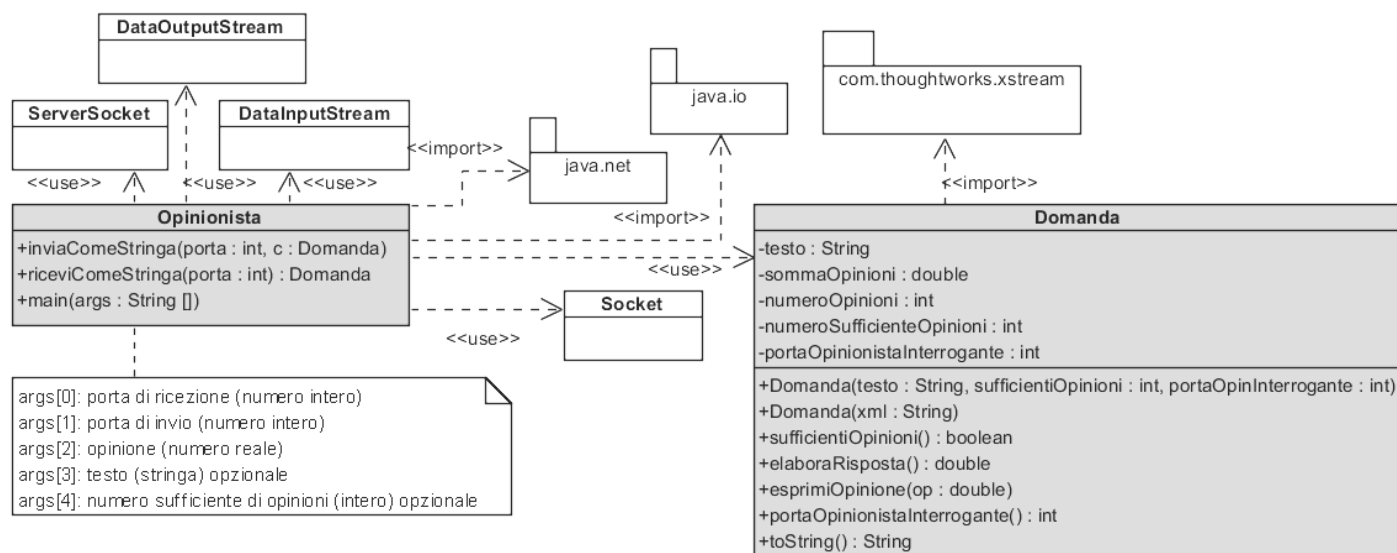 DataOutputStream
ServerSocket
DataInputStream
java.io
com.thoughtworks.xstream
<<import>>
java.net
<<use>>
<<use>>
<<use>>
<<import>>
<<import>>
Opinionista
+inviaComeStringa(porta : int, c : Domanda)
+riceviComeStringa(porta : int) : Domanda
+main(args : String [])
<<use>>
Socket
<<use>>
Domanda
-testo : String
-sommaOpinioni : double
-numeroOpinioni : int
-numeroSufficienteOpinioni : int
-portaOpinionistaInterrogante : int
+Domanda(testo : String, sufficientiOpinioni : int, portaOpinInterrogante : int)
+Domanda(xml : String)
+sufficientiOpinioni() : boolean
+elaboraRisposta() : double
+esprimiOpinione(op : double)
+portaOpinionistaInterrogante() : int
+toString() : String
args[0]: porta di ricezione (numero intero)
args[1]: porta di invio (numero intero)
args[2]: opinione (numero reale)
args[3]: testo (stringa) opzionale
args[4]: numero sufficiente di opinioni (intero) opzionale